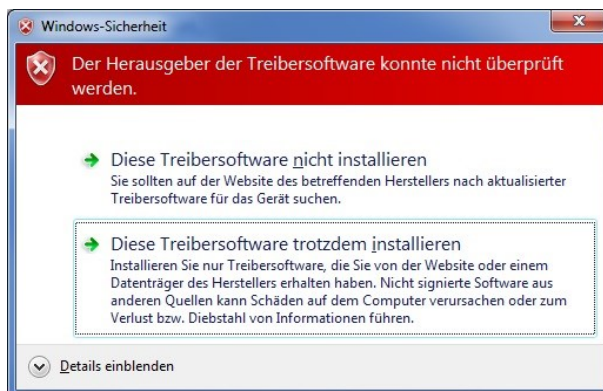 Windows-Sicherheit
Der Herausgeber der Treibersoftware konnte nicht überprüft
werden.
Diese Treibersoftware nicht installieren
Sie sollten auf der Website des betreffenden Herstellers nach aktualisierter
Treibersoftware für das Gerät suchen.
Diese Treibersoftware trotzdem installieren
Installieren Sie nur Treibersoftware, die Sie von der Website oder einem
Datenträger des Herstellers erhalten haben. Nicht signierte Software aus
anderen Quellen kann Schäden auf dem Computer verursachen oder zum
Verlust bzw. Diebstahl von Informationen führen.
Details einblenden